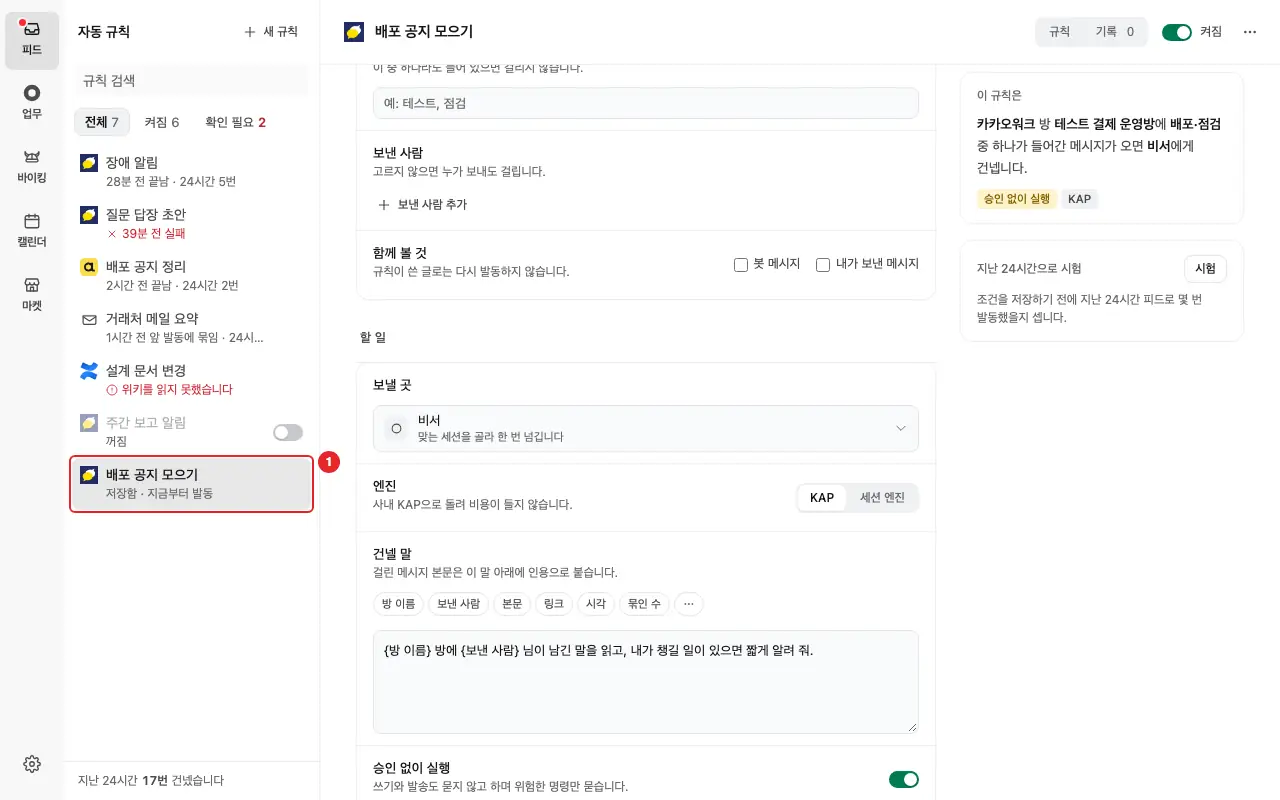 피드
업무
바이킹
캘린더
마켓
자동 규칙
새 규칙
규칙 검색
전체 7
켜짐 6
확인 필요 2
장애 알림
28분 전 끝남 · 24시간 5번
질문 답장 초안
39분 전 실패
배포 공지 정리
2시간 전 끝남 · 24시간 2번
거래처 메일 요약
1시간 전 앞 발동에 묶임 · 24시...
설계 문서 변경
위키를 읽지 못했습니다
주간 보고 알림
꺼짐
배포 공지 모으기
저장함 · 지금부터 발동
1
지난 24시간 17번 건넸습니다
배포 공지 모으기
규칙
기록 0
켜짐
이 중 하나라도 들어 있으면 걸리지 않습니다.
예: 테스트, 점검
보낸 사람
고르지 않으면 누가 보내도 걸립니다.
보낸 사람 추가
함께 볼 것
규칙이 쓴 글로는 다시 발동하지 않습니다.
봇 메시지
내가 보낸 메시지
할 일
보낼 곳
비서
맞는 세션을 골라 한 번 넘깁니다
엔진
사내 KAP으로 돌려 비용이 들지 않습니다.
KAP
세션 엔진
건넬 말
걸린 메시지 본문은 이 말 아래에 인용으로 붙습니다.
방 이름
보낸 사람
본문
링크
시각
묶인 수
{방 이름} 방에 {보낸 사람} 님이 남긴 말을 읽고, 내가 챙길 일이 있으면 짧게 알려 줘.
승인 없이 실행
쓰기와 발송도 묻지 않고 하며 위험한 명령만 묻습니다.
이 규칙은
카카오워크 방 테스트 결제 운영방에 배포·점검
중 하나가 들어간 메시지가 오면 비서에게
건넵니다.
승인 없이 실행
KAP
지난 24시간으로 시험
시험
조건을 저장하기 전에 지난 24시간 피드로 몇 번
발동했을지 셉니다.